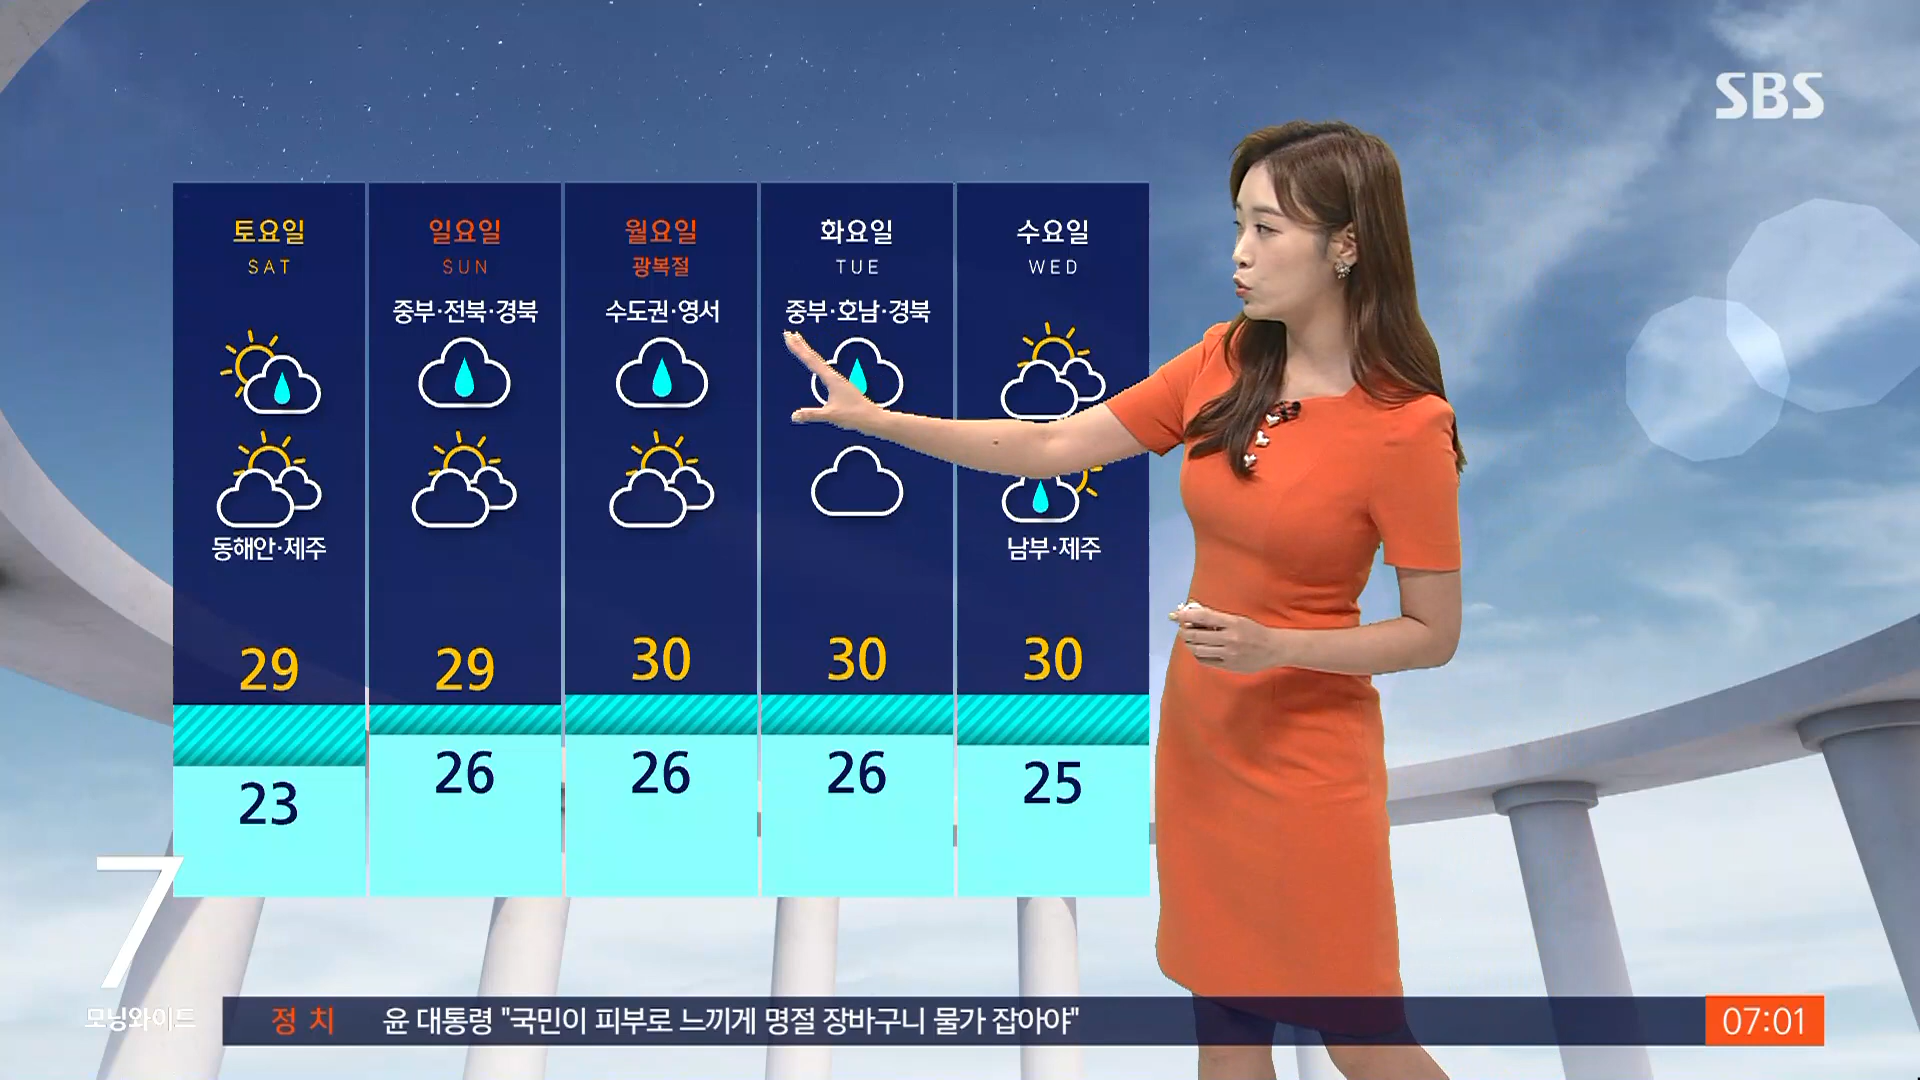 SBS
토요일
SAT
동해안·제주
29
23
일요일
SUN
중부·전북·경북
29
26
월요일
광복절
수도권·영서
30
26
화요일
TUE
중부·호남·경북
30
26
수요일
WED
남부·제주
30
25
7
모닝와이드
정치 윤 대통령 "국민이 피부로 느끼게 명절 장바구니 물가 잡아야" 07:01